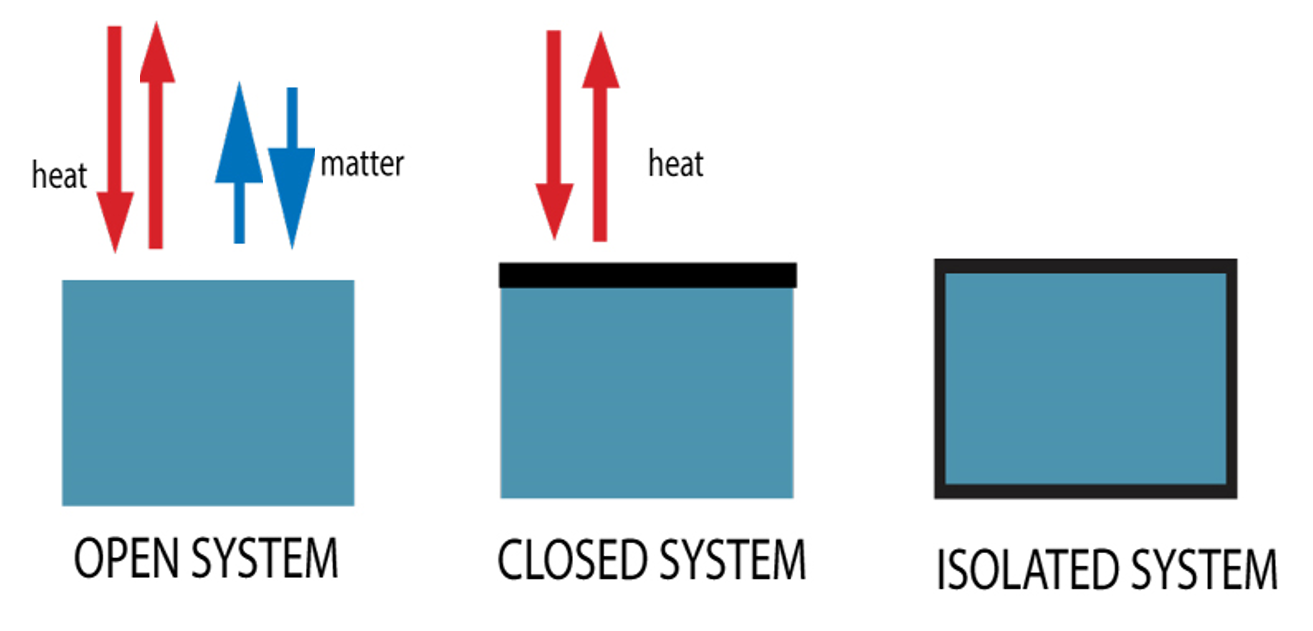 heat
matter
heat
OPEN SYSTEM
CLOSED SYSTEM
ISOLATED SYSTEM